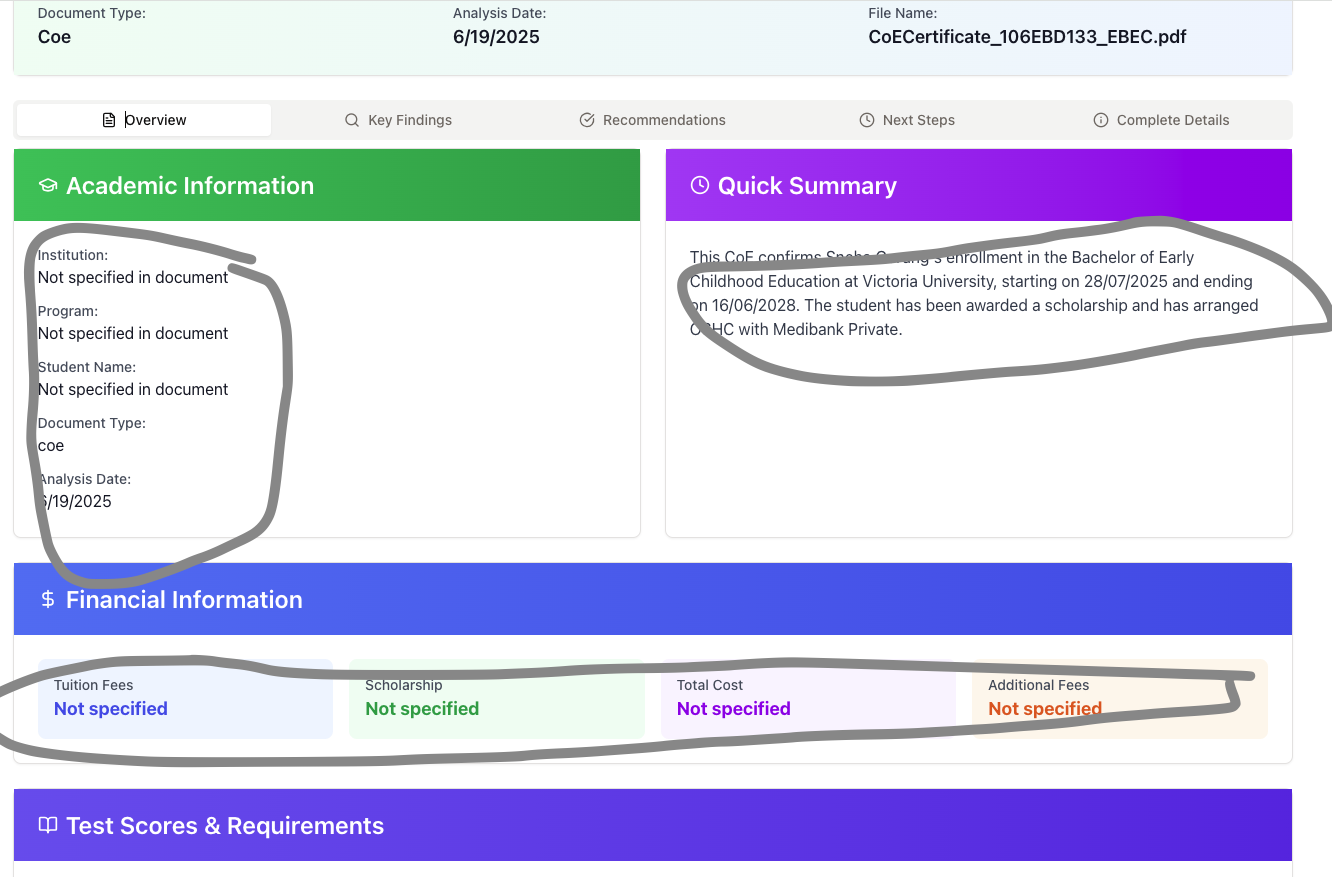 Document Type:
Coe
Analysis Date:
6/19/2025
File Name:
CoECertificate_106EBD133_EBEC.pdf
Overview
Key Findings
Recommendations
Next Steps
Complete Details
Academic Information
Institution:
Not specified in document
Program:
Not specified in document
Student Name:
Not specified in document
Document Type:
coe
Analysis Date:
6/19/2025
Quick Summary
This CoE confirms enrollment in the Bachelor of Early
Childhood Education at Victoria University, starting on 28/07/2025 and ending
on 16/06/2028. The student has been awarded a scholarship and has arranged
OSHC with Medibank Private.
Financial Information
Tuition Fees
Not specified
Scholarship
Not specified
Total Cost
Not specified
Additional Fees
Not specified
Test Scores & Requirements